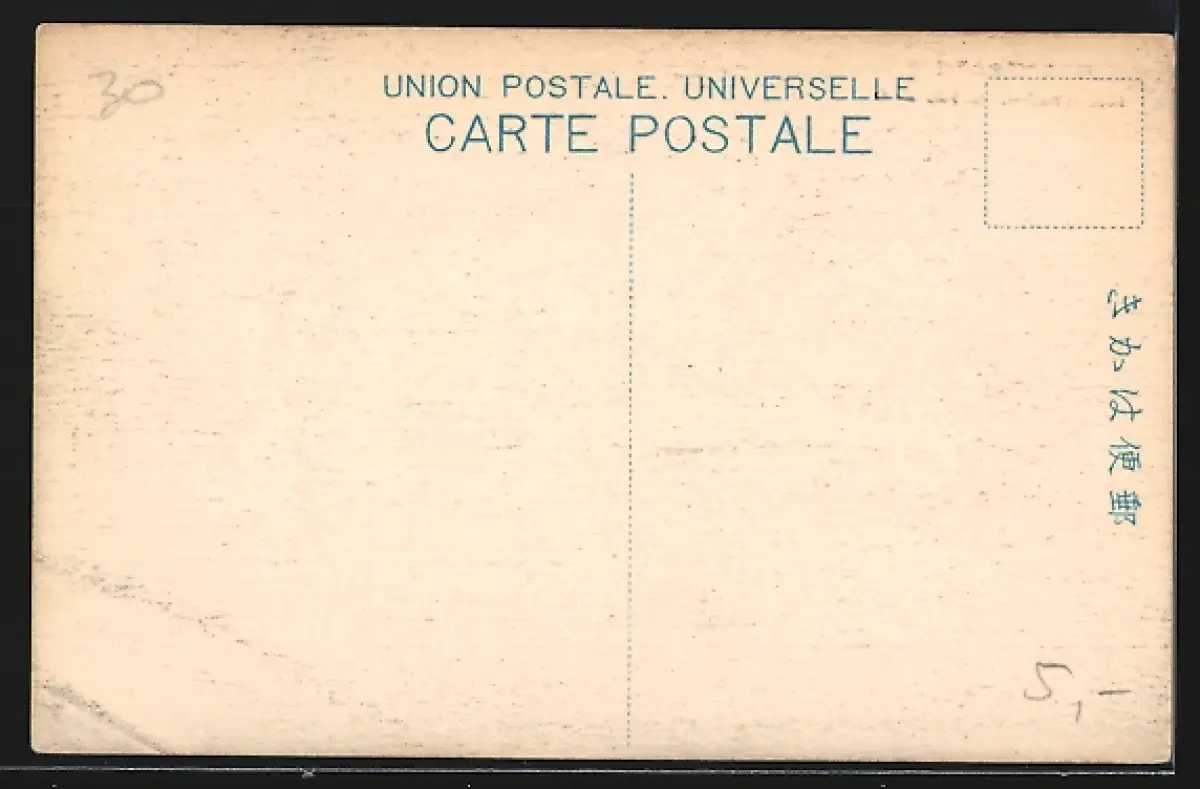 30
UNION POSTALE UNIVERSELLE
CARTE POSTALE
きかは便郵
5,-